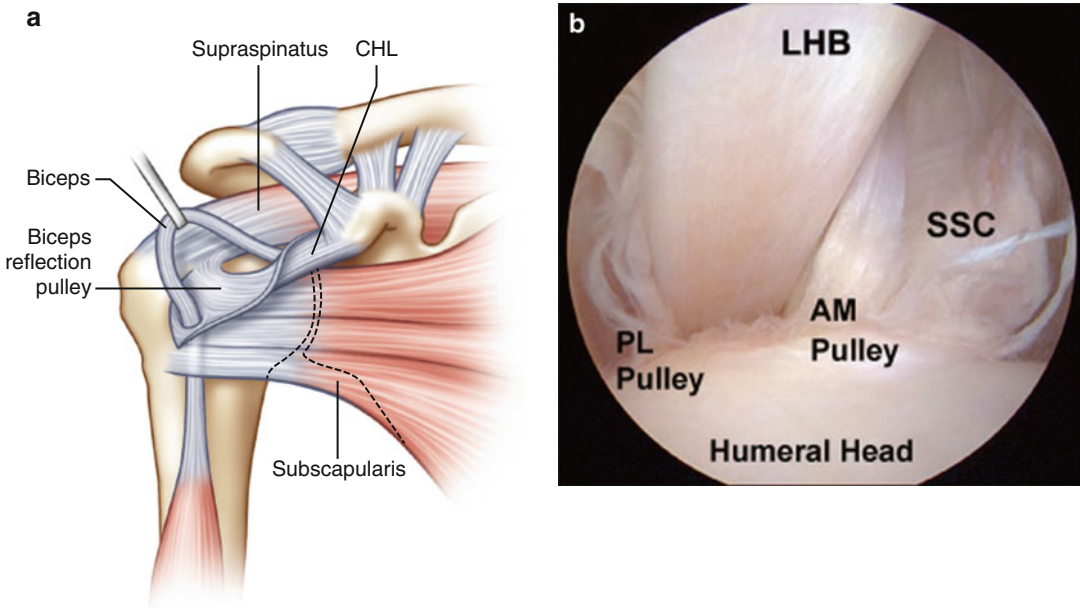 a
Supraspinatus
CHL
Biceps
Biceps
reflection
pulley
Subscapularis
b
LHB
SSC
AM
Pulley
PL
Pulley
Humeral Head